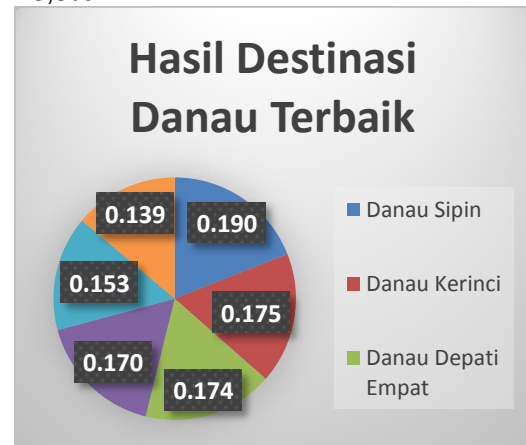 Hasil Destinasi
Danau Terbaik
0.139
0.190
0.153
0.175
0.170
0.174
Danau Sipin
Danau Kerinci
Danau Depati
Empat